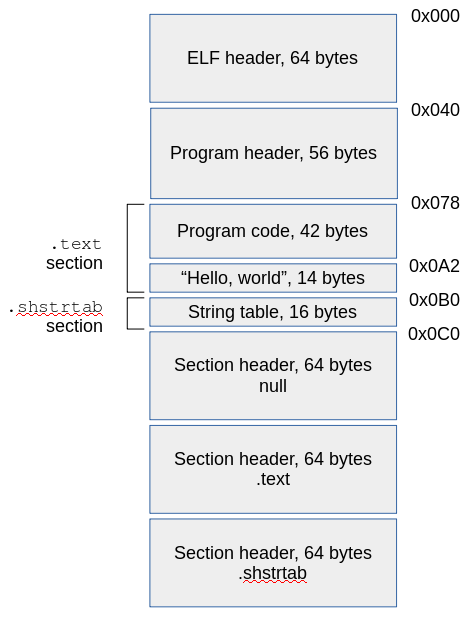 0x000
ELF header, 64 bytes
0x040
Program header, 56 bytes
0x078
Program code, 42 bytes
.text
section
0x0A2
“Hello, world”, 14 bytes
0x0B0
.shstrtab
section
String table, 16 bytes
0x0C0
Section header, 64 bytes
null
Section header, 64 bytes
.text
Section header, 64 bytes
.shstrtab